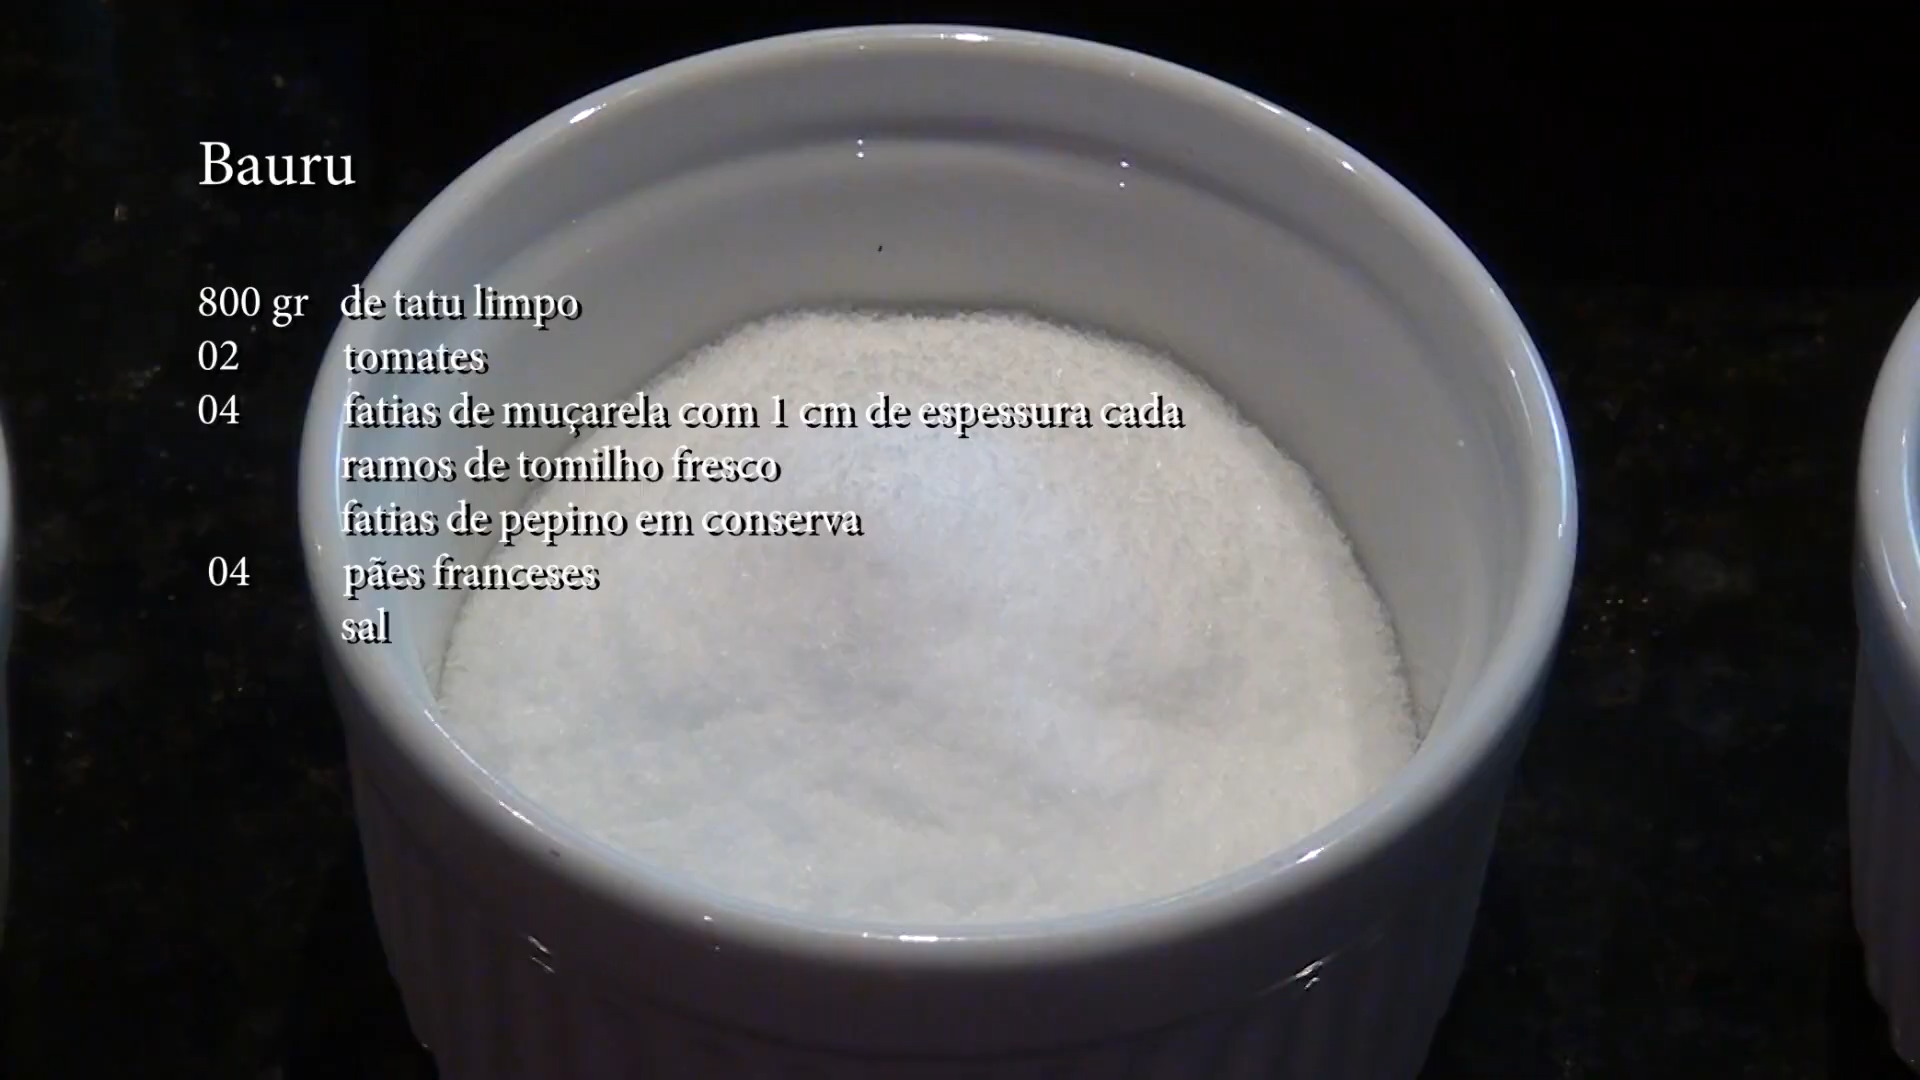 Bauru
800 gr de tatu limpo
02 tomates
04 fatias de muçarela com 1 cm de espessura cada
ramos de tomilho fresco
fatias de pepino em conserva
04 pães franceses
sal